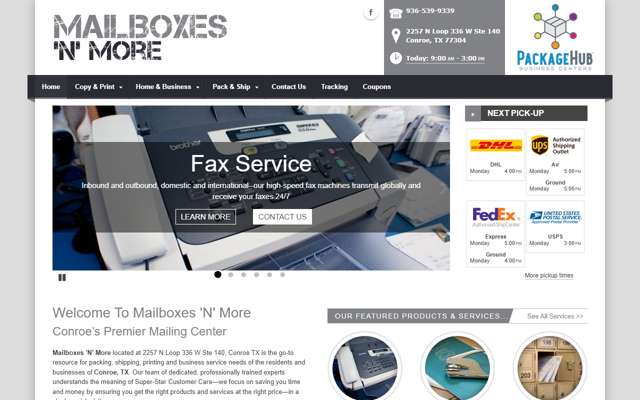 MAILBOXES
'N' MORE
936-539-9339
2257 N Loop 336 W Ste 140
Conroe, TX 77304
Today: 9:00 AM - 3:00 PM
PACKAGEHUB
BUSINESS CENTERS
Home
Copy & Print
Home & Business
Pack & Ship
Contact Us
Tracking
Coupons
brother
Fax Service
Inbound and outbound, domestic and international–our high-speed fax machines transmit globally and
receive your faxes 24/7
LEARN MORE
CONTACT US
NEXT PICK-UP
DHL
DHL
Monday 4:00 PM
ups
Authorized
Shipping
Outlet
Air
Monday 5:00 PM
Ground
Monday 5:00 PM
FedEx
Authorized ShipCenter
Express
Monday 5:00 PM
Ground
Monday 4:00 PM
UNITED STATES
POSTAL SERVICE
Approved Postal Provider
USPS
Monday 3:00 PM
More pickup times
Welcome To Mailboxes 'N' More
Conroe's Premier Mailing Center
Mailboxes 'N' More located at 2257 N Loop 336 W Ste 140, Conroe TX is the go-to
resource for packing, shipping, printing and business service needs of the residents and
businesses of Conroe, TX. Our team of dedicated, professionally trained experts
understands the meaning of Super-Star Customer Care—we focus on saving you time
and money by ensuring you get the right products and services at the right price—in a
OUR FEATURED PRODUCTS & SERVICES...
See All Services >>
198